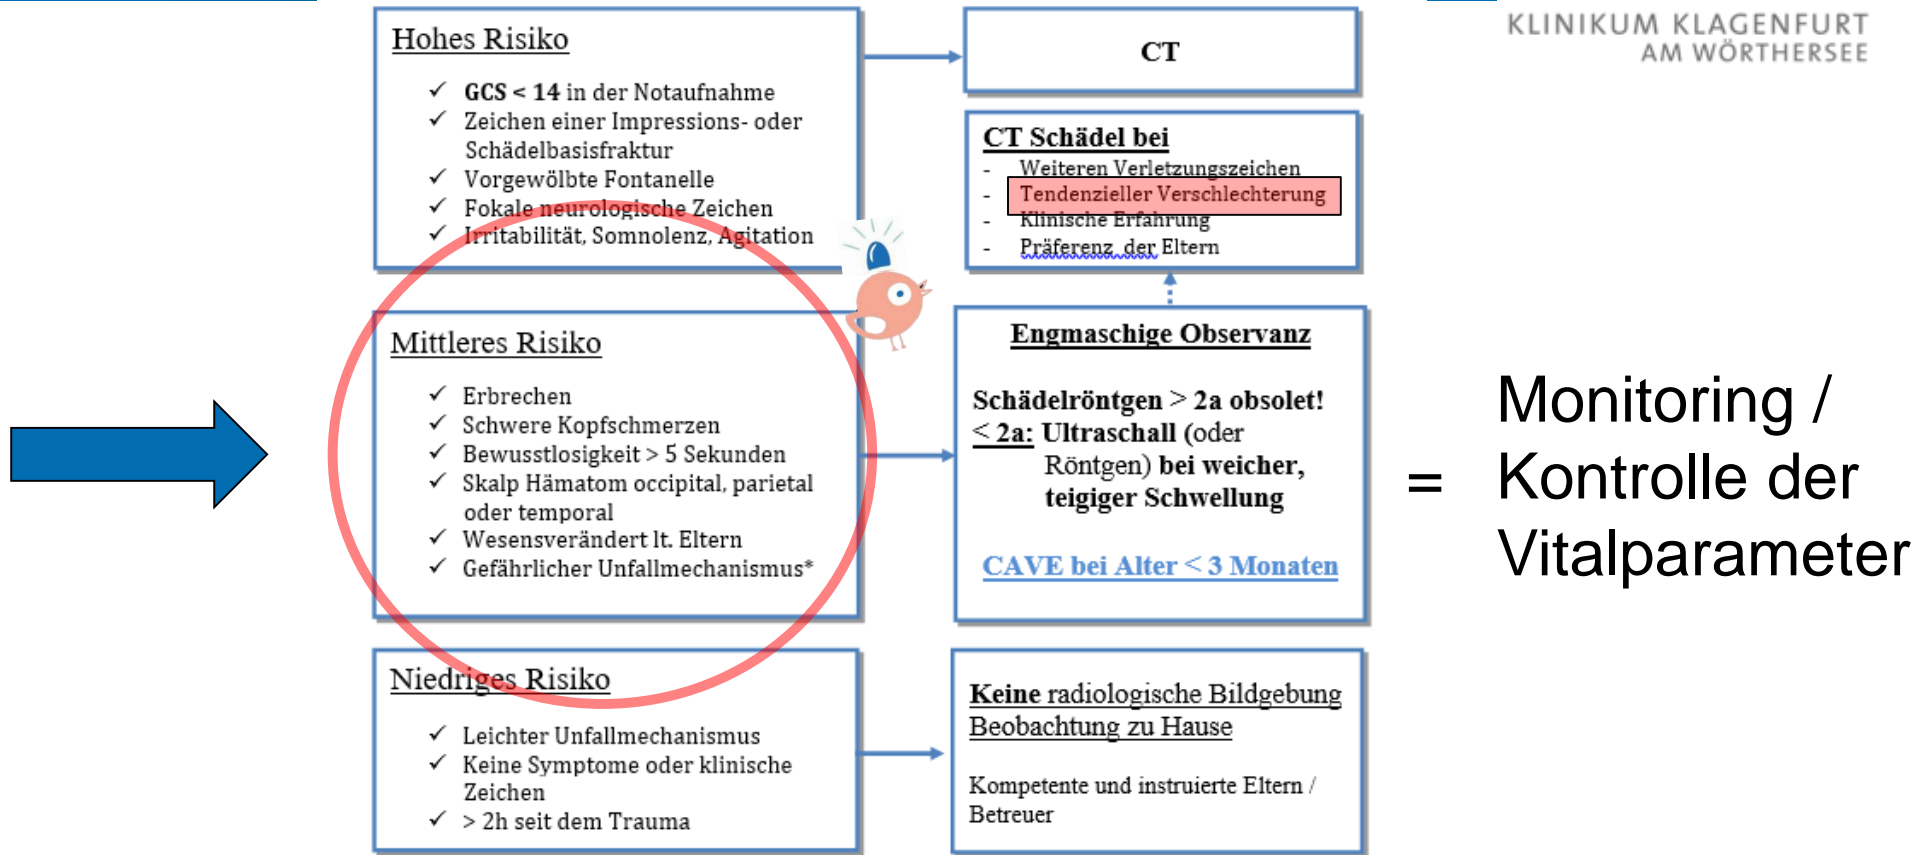 KLINIKUM KLAGENFURT
AM WÖRTHERSEE
Hohes Risiko
✓ GCS < 14 in der Notaufnahme
✓ Zeichen einer Impressions- oder
Schädelbasisfraktur
✓ Vorgewölbte Fontanelle
✓ Fokale neurologische Zeichen
✓ Irritabilität, Somnolenz, Agitation
CT
CT Schädel bei
- Weiteren Verletzungszeichen
- Tendenzieller Verschlechterung
- Klinische Erfahrung
- Präferenz der Eltern
Mittleres Risiko
✓ Erbrechen
✓ Schwere Kopfschmerzen
✓ Bewusstlosigkeit > 5 Sekunden
✓ Skalp Hämatom occipital, parietal
oder temporal
✓ Wesensverändert lt. Eltern
✓ Gefährlicher Unfallmechanismus*
Engmaschige Observanz
Schädelröntgen > 2a obsolet!
< 2a: Ultraschall (oder
Röntgen) bei weicher,
teigiger Schwellung
CAVE bei Alter < 3 Monaten
= Monitoring /
Kontrolle der
Vitalparameter
Niedriges Risiko
✓ Leichter Unfallmechanismus
✓ Keine Symptome oder klinische
Zeichen
✓ > 2h seit dem Trauma
Keine radiologische Bildgebung
Beobachtung zu Hause
Kompetente und instruierte Eltern /
Betreuer